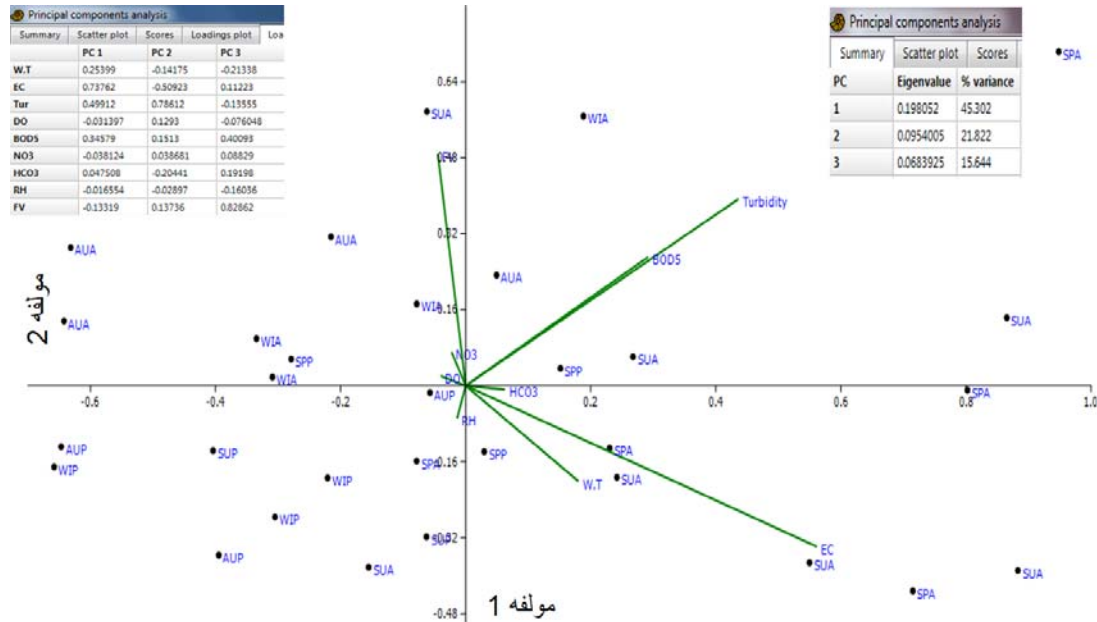 Principal components analysis
Summary Scatter plot Scores Loadings plot Loa
PC 1 PC 2 PC 3
W.T 0.25399 -0.14175 -0.21338
EC 0.73762 -0.50923 0.11223
Tur 0.49912 0.78612 -0.13555
DO -0.031397 0.1293 -0.076048
BOD5 0.34579 0.1513 0.40093
NO3 -0.038124 0.038681 0.08829
HCO3 0.047508 -0.20441 0.19198
RH -0.016554 -0.02897 -0.16036
FV -0.13319 0.13736 0.82862
Principal components analysis
Summary Scatter plot Scores
PC Eigenvalue % variance
1 0.198052 45.302
2 0.0954005 21.822
3 0.0683925 15.644
SPA
0.64
SUA
WIA
0.48
Turbidity
0.32
AUA
AUA
BOD5
AUA
0.16
WIA
AUA
SUA
WIA
NO3
SPP
SUA
SPP
WIA
DO
HCO3
AUP
SPA
-0.6
-0.4
-0.2
0.2
0.4
0.6
0.8
1.0
RH
AUP
SUP
SPP
SPA
WIP
-0.16
SPA
WIP
W.T
SUA
WIP
-0.32
SUP
EC
AUP
SUA
SUA
SUA
SPA
-0.48
مولفه 2
مولفه 1